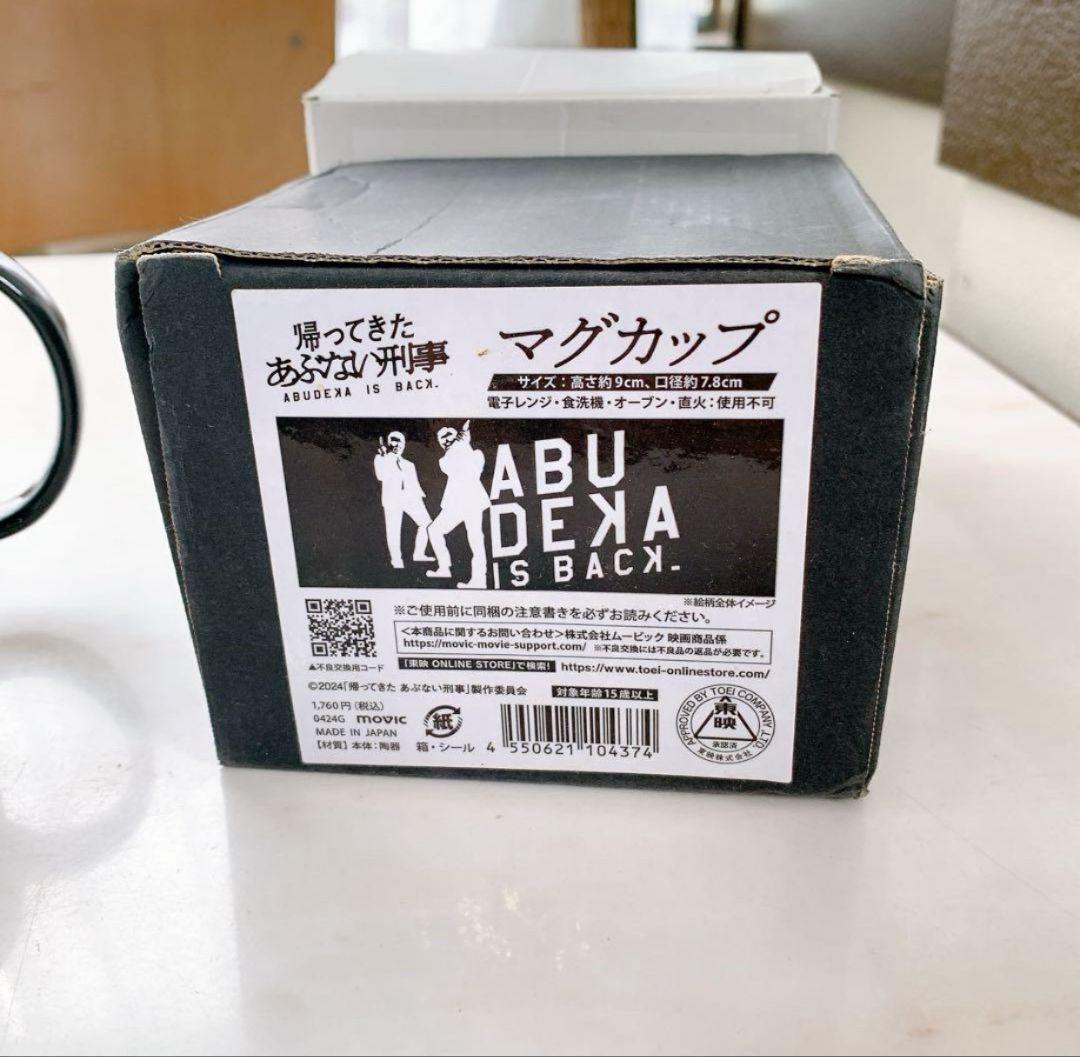 帰ってきた
あぶない刑事
ABUDEKA IS BACK.
マグカップ
サイズ：高さ約9cm、口径約7.8cm
電子レンジ・食洗機・オーブン・直火：使用不可
ABU
DEKA
IS BACK.
※絵柄全体イメージ
※ご使用前に同梱の注意書きを必ずお読みください。
<本商品に関するお問い合わせ>株式会社ムービック 映画商品係
https://movic-movie-support.com/ ※不良交換には不良品の返品が必要です。
▲不良交換用コード
「東映 ONLINE STORE」で検索! https://www.toei-onlinestore.com/
©2024「帰ってきた あぶない刑事」製作委員会
対象年齢15歳以上
1,760円（税込）
0424G movic
MADE IN JAPAN
【材質】本体：陶器
紙
箱・シール
4 550621 104374
APPROVED BY TOEI COMPANY, LTD.
東映
承認済
東映株式会社